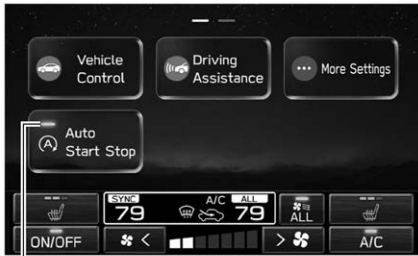 Vehicle
Control
Driving
Assistance
More Settings
A
Auto
Start Stop
SYNC
79
A/C
ALL
79
ALL
ON/OFF
<
>
A/C